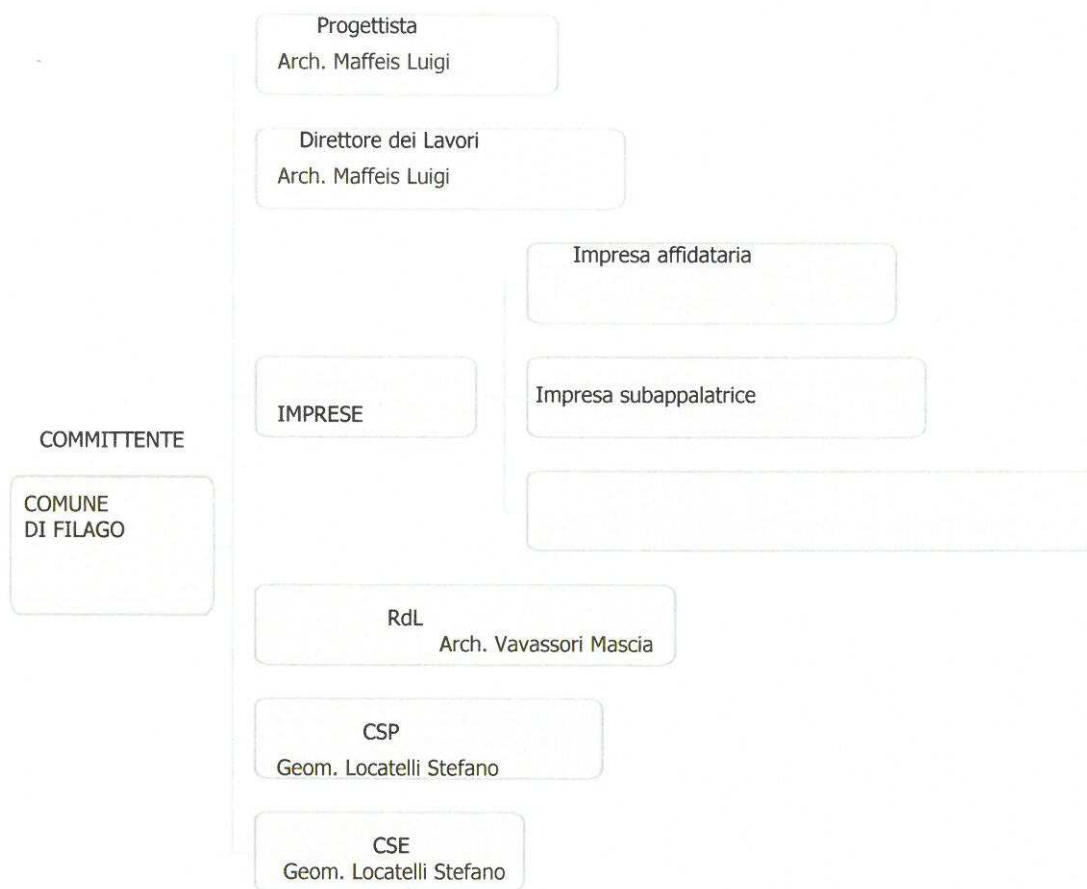 Progettista
Arch. Maffeis Luigi
Direttore dei Lavori
Arch. Maffeis Luigi
Impresa affidataria
IMPRESE
Impresa subappalatrice
COMMITTENTE
COMUNE
DI FILAGO
RdL
Arch. Vavassori Mascia
CSP
Geom. Locatelli Stefano
CSE
Geom. Locatelli Stefano